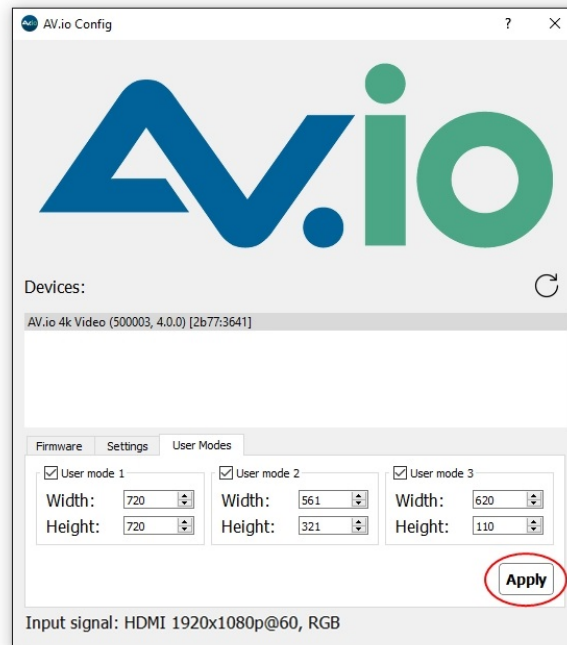 AV.io Config ? ×
AV.io
Devices:
AV.io 4k Video (500003, 4.0.0) [2b77:3641]
Firmware Settings User Modes
User mode 1 User mode 2 User mode 3
Width: 720 Width: 561 Width: 620
Height: 720 Height: 321 Height: 110
Apply
Input signal: HDMI 1920x1080p@60, RGB